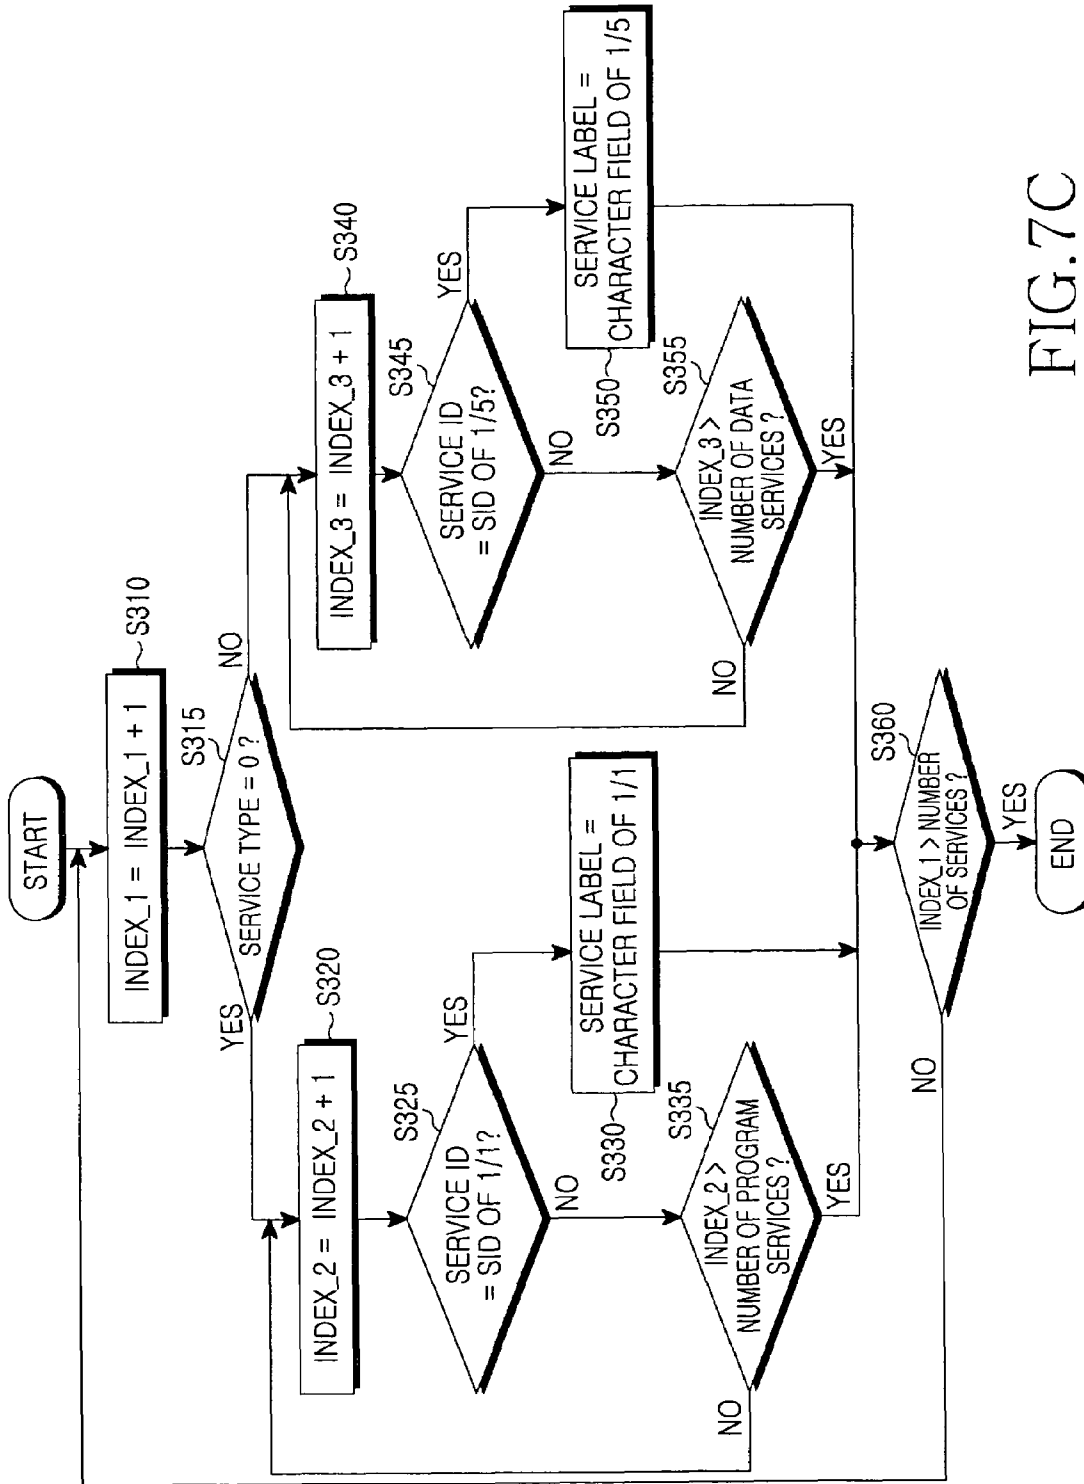 START
INDEX_1 = INDEX_1 + 1
S310
SERVICE TYPE = 0 ?
S315
YES
NO
INDEX_2 = INDEX_2 + 1
S320
SERVICE ID
= SID OF 1/1?
S325
YES
NO
SERVICE LABEL =
CHARACTER FIELD OF 1/1
S330
INDEX_2 >
NUMBER OF PROGRAM
SERVICES ?
S335
NO
YES
INDEX_3 = INDEX_3 + 1
S340
SERVICE ID
= SID OF 1/5?
S345
YES
NO
SERVICE LABEL =
CHARACTER FIELD OF 1/5
S350
INDEX_3 >
NUMBER OF DATA
SERVICES ?
S355
NO
YES
INDEX_1 > NUMBER
OF SERVICES ?
S360
NO
YES
END
FIG.7C